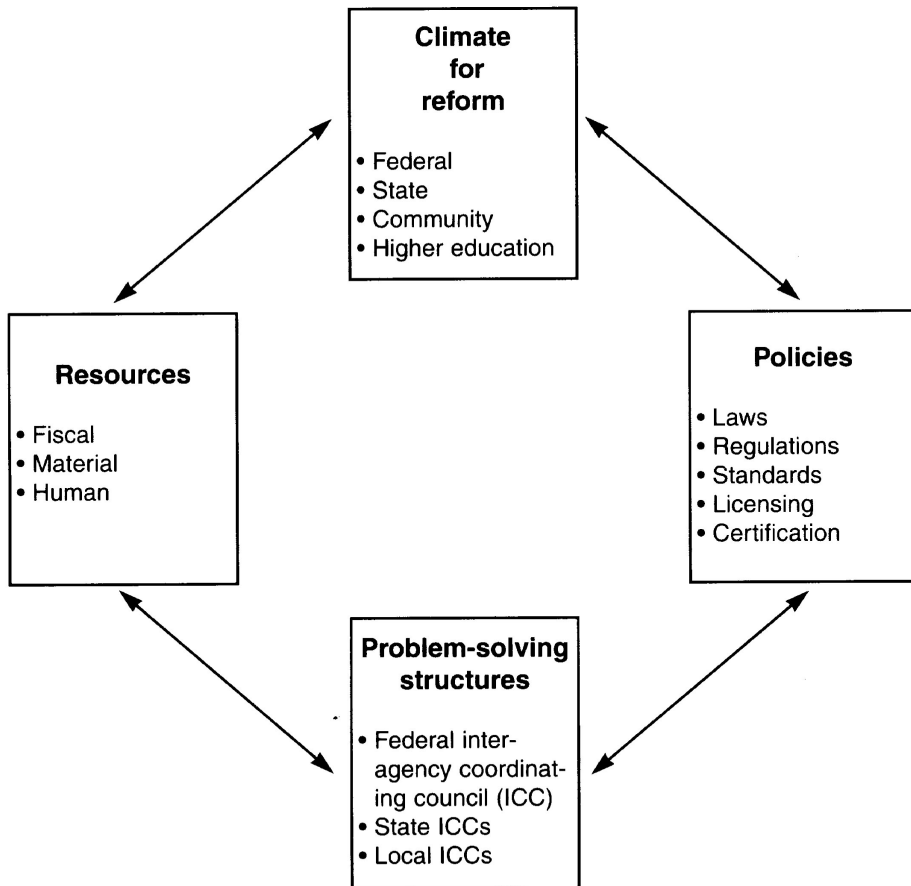 Climate
for
reform
• Federal
• State
• Community
• Higher education
Resources
• Fiscal
• Material
• Human
Policies
• Laws
• Regulations
• Standards
• Licensing
• Certification
Problem-solving
structures
• Federal inter-
agency coordinat-
ing council (ICC)
• State ICCs
• Local ICCs